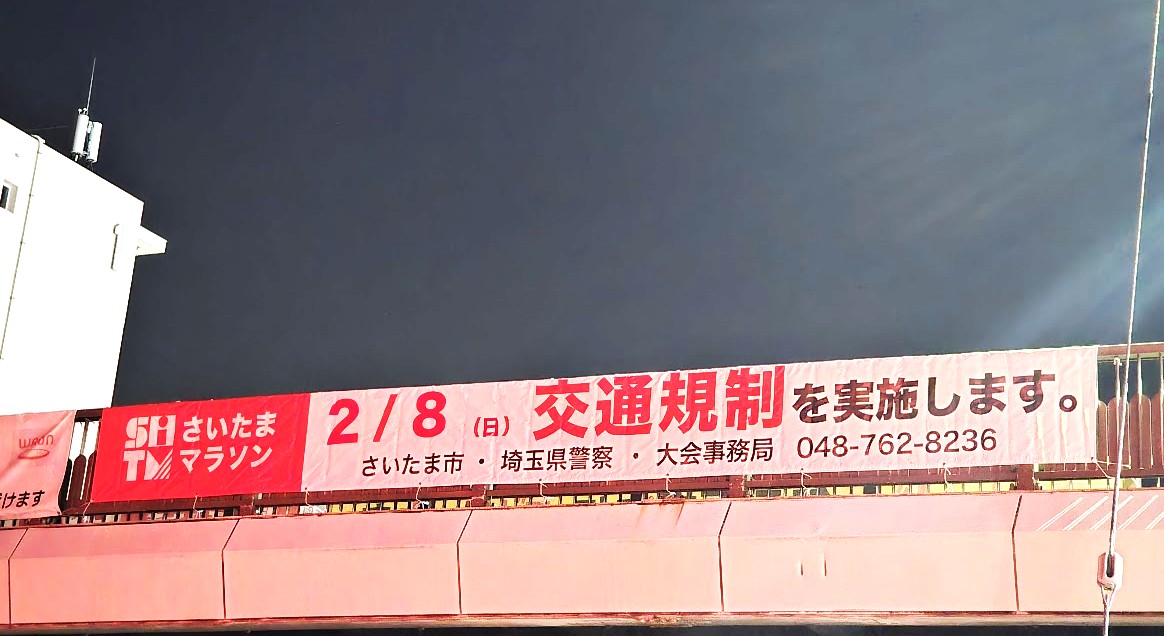 wpan
けます
SAI
TM
さいたま
マラソン
2/8（日）交通規制を実施します。
さいたま市・埼玉県警察・大会事務局 048-762-8236